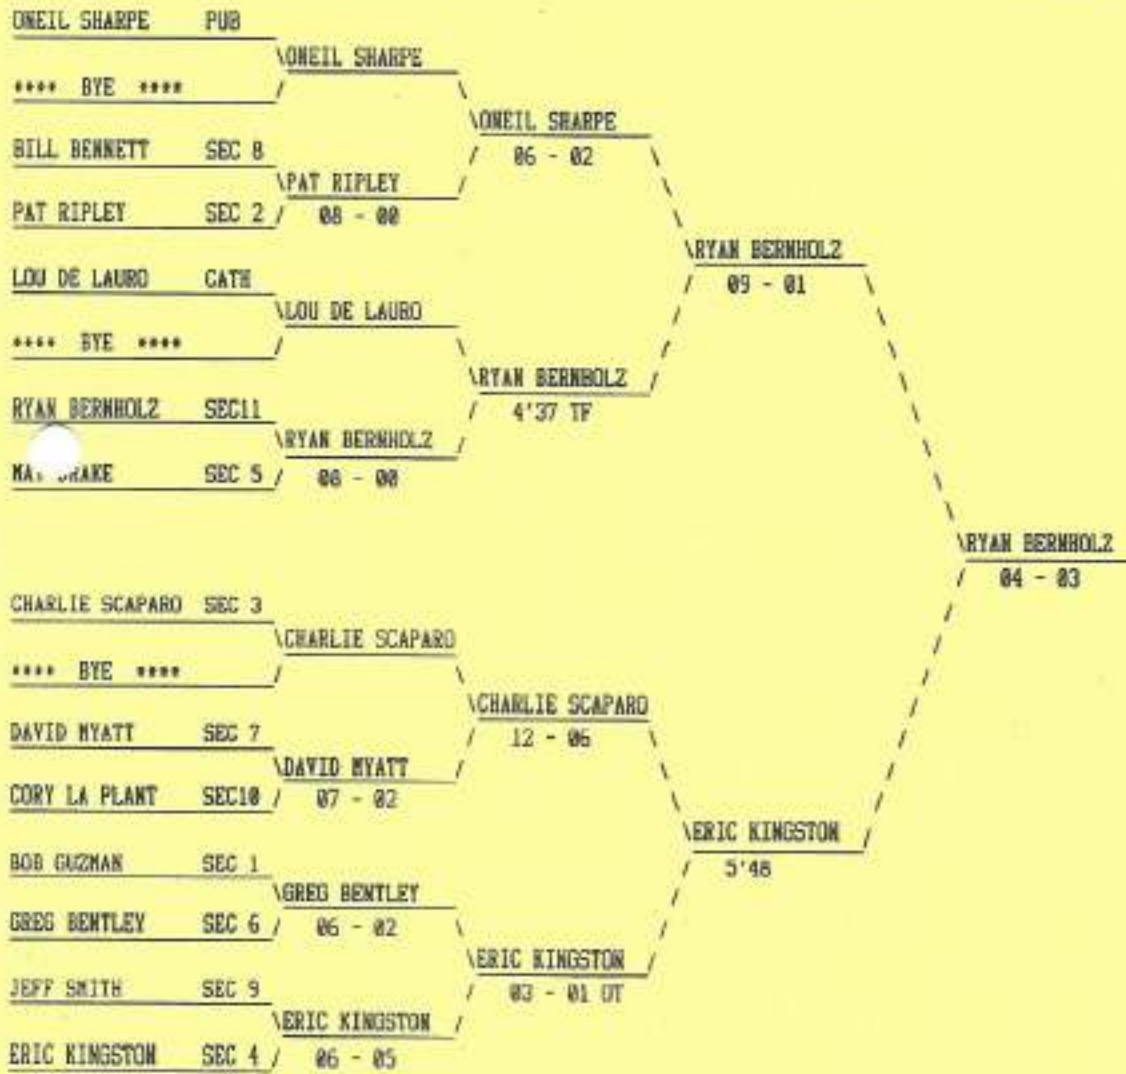 ONEIL SHARPE PUB
ONEIL SHARPE
**** BYE ****
ONEIL SHARPE
BILL BENNETT SEC 8
06 - 02
PAT RIPLEY
PAT RIPLEY SEC 2
08 - 00
RYAN BERNHOLZ
LOU DE LAURO CATH
09 - 01
LOU DE LAURO
**** BYE ****
RYAN BERNHOLZ
RYAN BERNHOLZ SEC11
4'37 TF
RYAN BERNHOLZ
DRAKE SEC 5
08 - 00
RYAN BERNHOLZ
04 - 03
CHARLIE SCAPARO SEC 3
CHARLIE SCAPARO
**** BYE ****
CHARLIE SCAPARO
DAVID MYATT SEC 7
12 - 06
DAVID MYATT
CORY LA PLANT SEC10
07 - 02
ERIC KINGSTON
BOB GUZMAN SEC 1
5'48
GREG BENTLEY
GREG BENTLEY SEC 6
06 - 02
ERIC KINGSTON
JEFF SMITH SEC 9
03 - 01 OT
ERIC KINGSTON
ERIC KINGSTON SEC 4
06 - 05